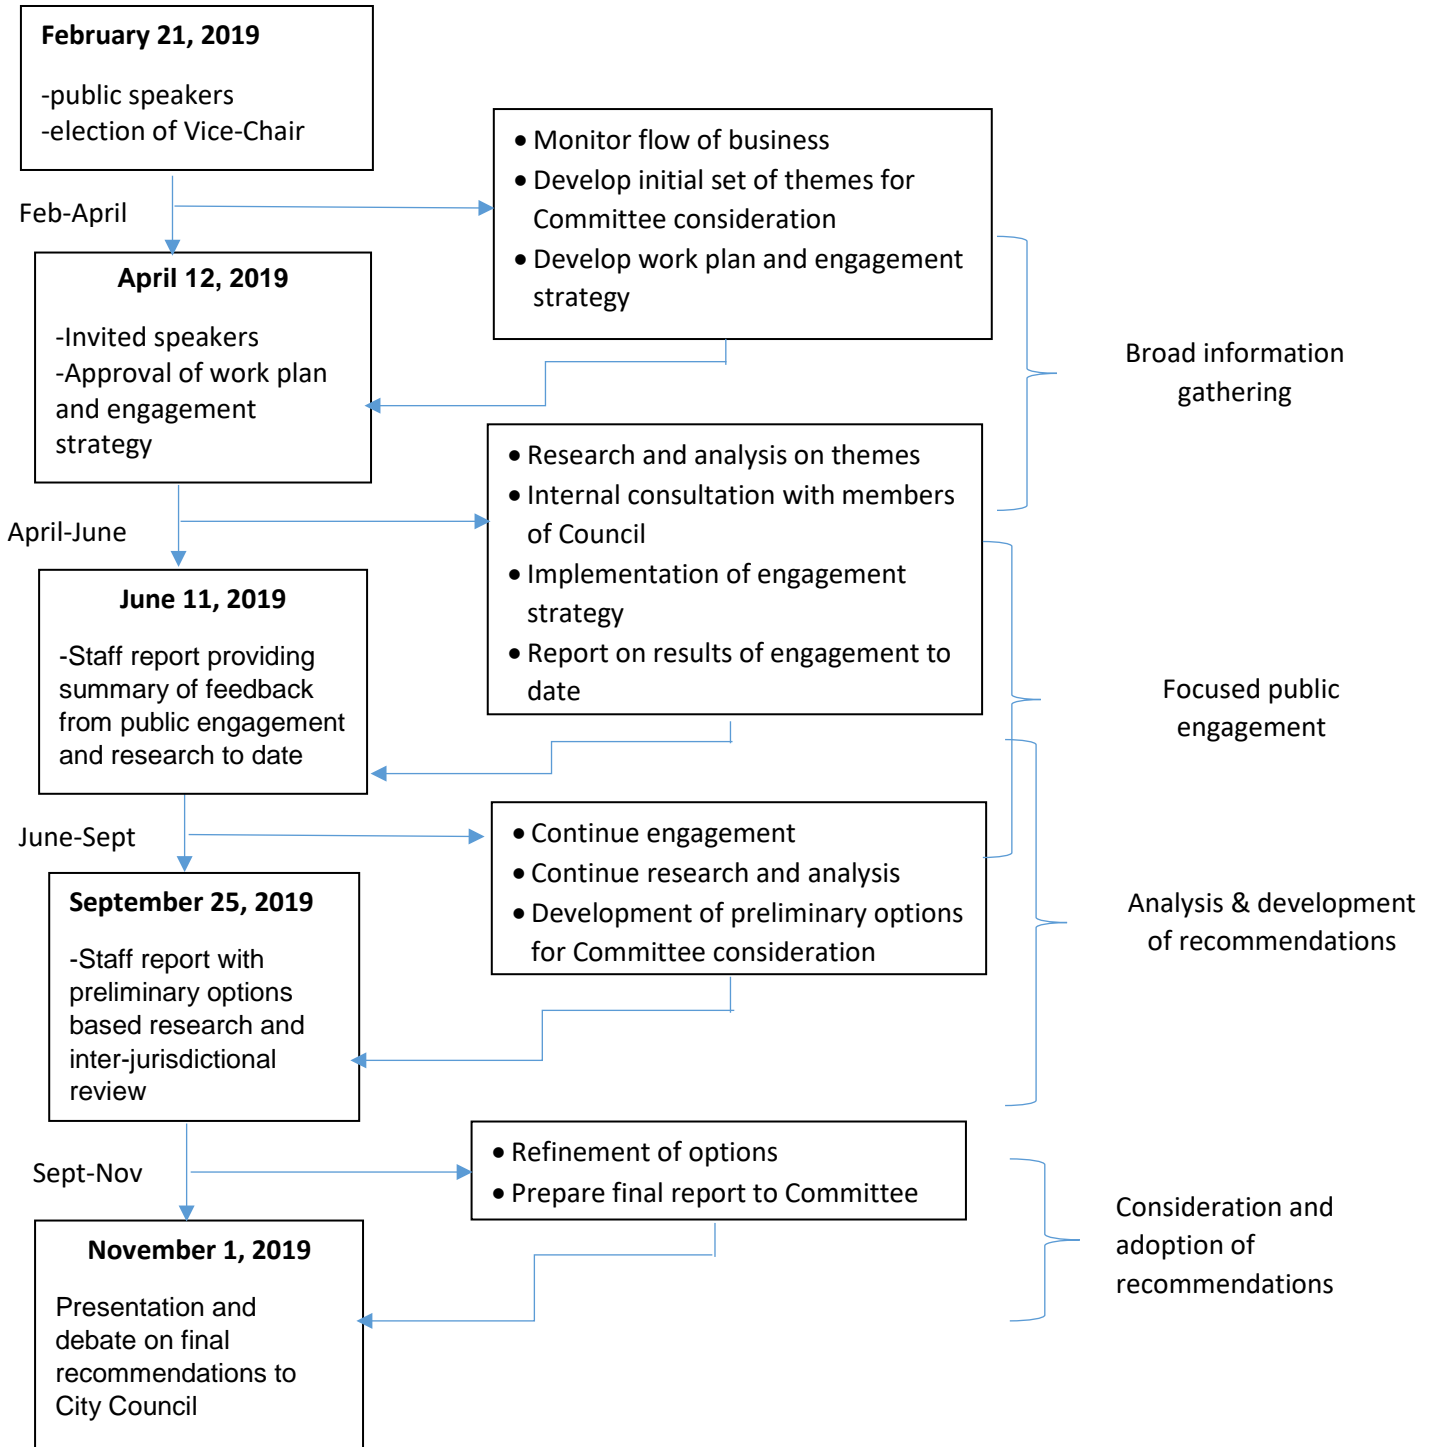 February 21, 2019
-public speakers
-election of Vice-Chair
Feb-April
• Monitor flow of business
• Develop initial set of themes for
Committee consideration
• Develop work plan and engagement
strategy
April 12, 2019
-Invited speakers
-Approval of work plan
and engagement
strategy
Broad information
gathering
April-June
• Research and analysis on themes
• Internal consultation with members
of Council
• Implementation of engagement
strategy
• Report on results of engagement to
date
June 11, 2019
-Staff report providing
summary of feedback
from public engagement
and research to date
Focused public
engagement
June-Sept
• Continue engagement
• Continue research and analysis
• Development of preliminary options
for Committee consideration
September 25, 2019
-Staff report with
preliminary options
based research and
inter-jurisdictional
review
Analysis & development
of recommendations
Sept-Nov
• Refinement of options
• Prepare final report to Committee
November 1, 2019
Presentation and
debate on final
recommendations to
City Council
Consideration and
adoption of
recommendations